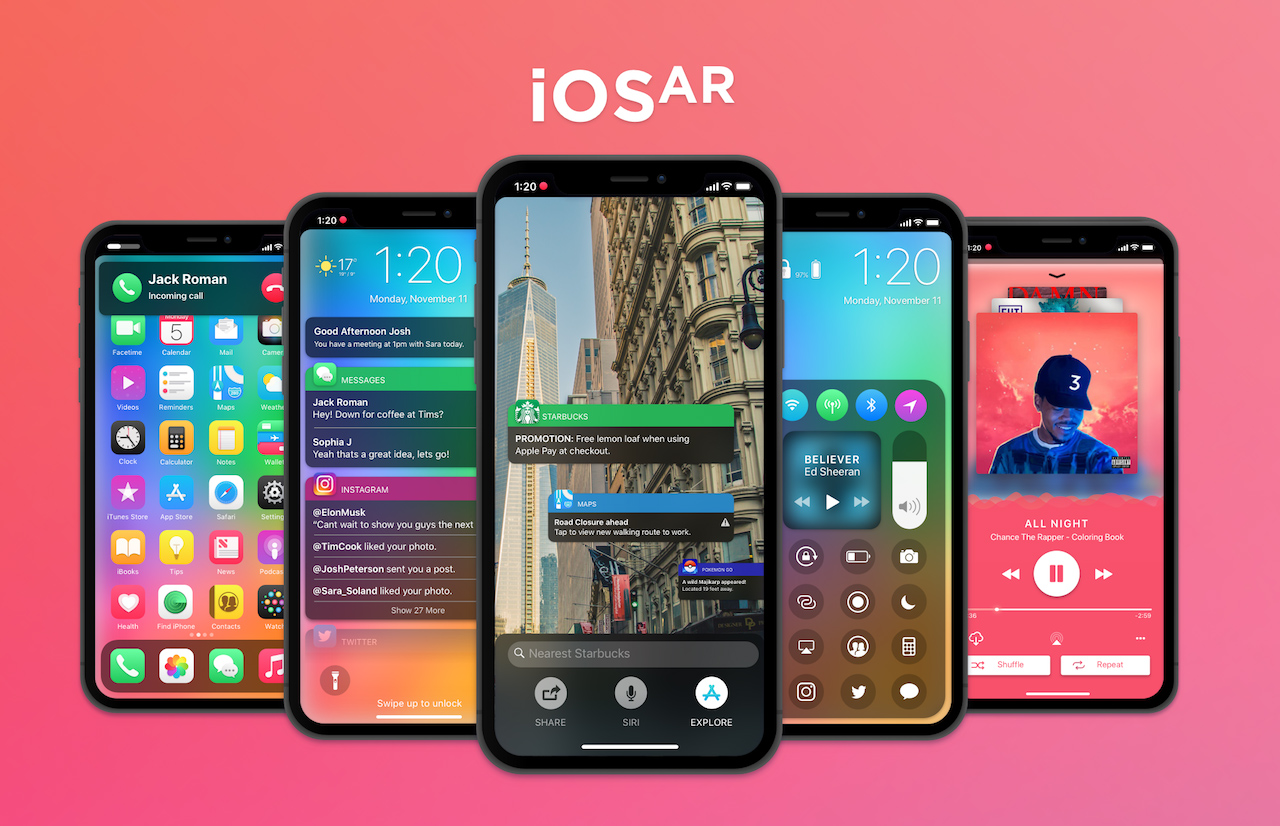 iOSAR
1:20
Jack Roman
Incoming call
Monday
5
Facetime
Calendar
Mail
Videos
Reminders
Maps
Clock
Calculator
Notes
iTunes Store
App Store
Safari
iBooks
Tips
News
Health
Find iPhone
Contacts
1:20
17°
1:20
Monday, November 11
Good Afternoon Josh
You have a meeting at 1pm with Sara today.
MESSAGES
Jack Roman
Hey! Down for coffee at Tims?
Sophia J
Yeah thats a great idea, lets go!
INSTAGRAM
@ElonMusk
“Cant wait to show you guys the next
@TimCook liked your photo.
@JoshPeterson sent you a post.
@Sara_Soland liked your photo.
Show 27 More
TWITTER
Swipe up to unlock
STARBUCKS
PROMOTION: Free lemon loaf when using
Apple Pay at checkout.
MAPS
Road Closure ahead
Tap to view new walking route to work.
POKEMON GO
A wild Majikarp appeared!
Located 19 feet away.
Nearest Starbucks
SHARE
SIRI
EXPLORE
97%
1:20
Monday, November 11
BELIEVER
Ed Sheeran
1:20
3
ALL NIGHT
Chance The Rapper - Coloring Book
-2:59
Shuffle
Repeat